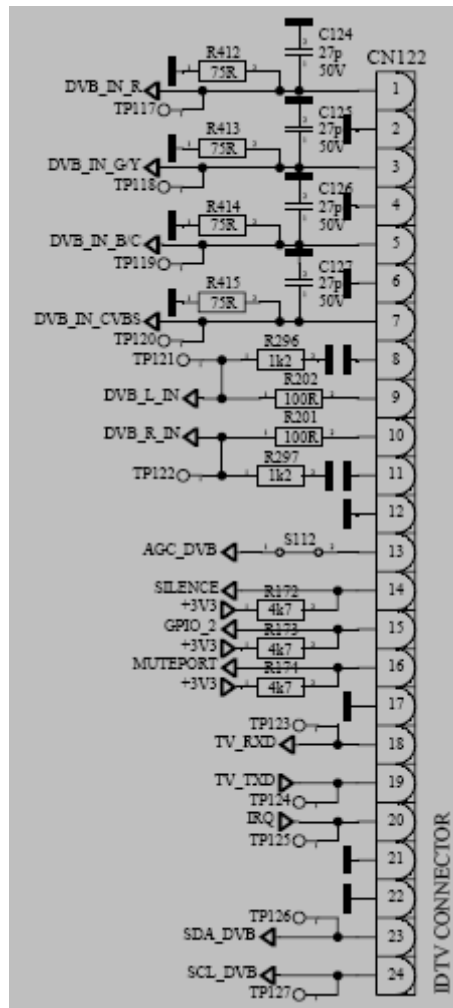 C124
R412
27p
CN122
75R
50V
DVB_IN_R
1
TP117
C125
R413
27p
2
75R
50V
DVB_IN_G/Y
3
TP118
C126
R414
27p
4
75R
50V
DVB_IN_B/C
5
TP119
C127
R415
27p
6
75R
50V
DVB_IN_CVBS
7
TP120
R296
TP121
1k2
8
R202
DVB_L_IN
100R
9
R201
DVB_R_IN
100R
10
R297
TP122
1k2
11
12
S112
AGC_DVB
13
SILENCE
R172
14
+3V3
4k7
GPIO_2
R173
15
+3V3
4k7
MUTEPORT
R174
16
+3V3
4k7
17
TP123
TV_RXD
18
TV_TXD
19
TP124
IRQ
20
TP125
21
22
TP126
SDA_DVB
23
SCL_DVB
24
TP127
IDTV CONNECTOR